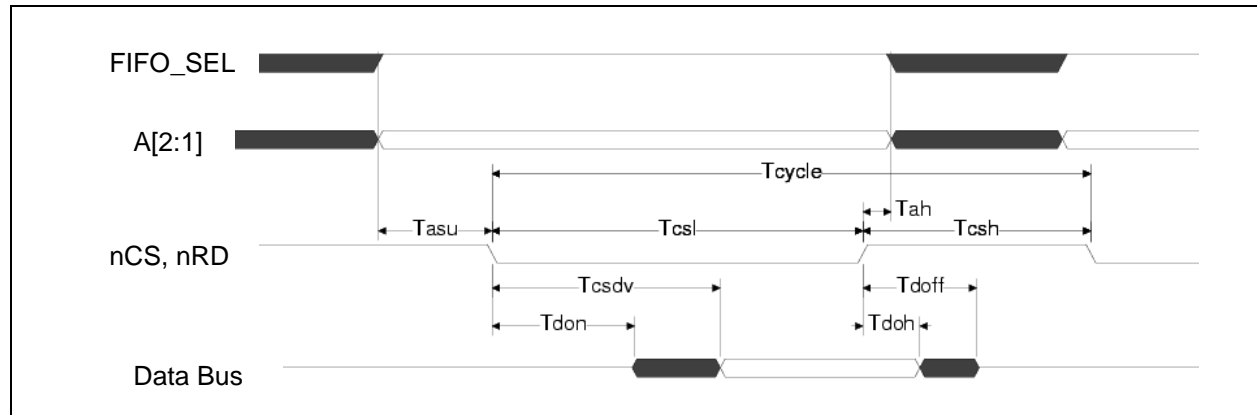 FIFO_SEL
A[2:1]
Tcycle
Tah
Tasu
Tcsl
Tcsh
nCS, nRD
Tcsdv
Tdoff
Tdon
Tdoh
Data Bus